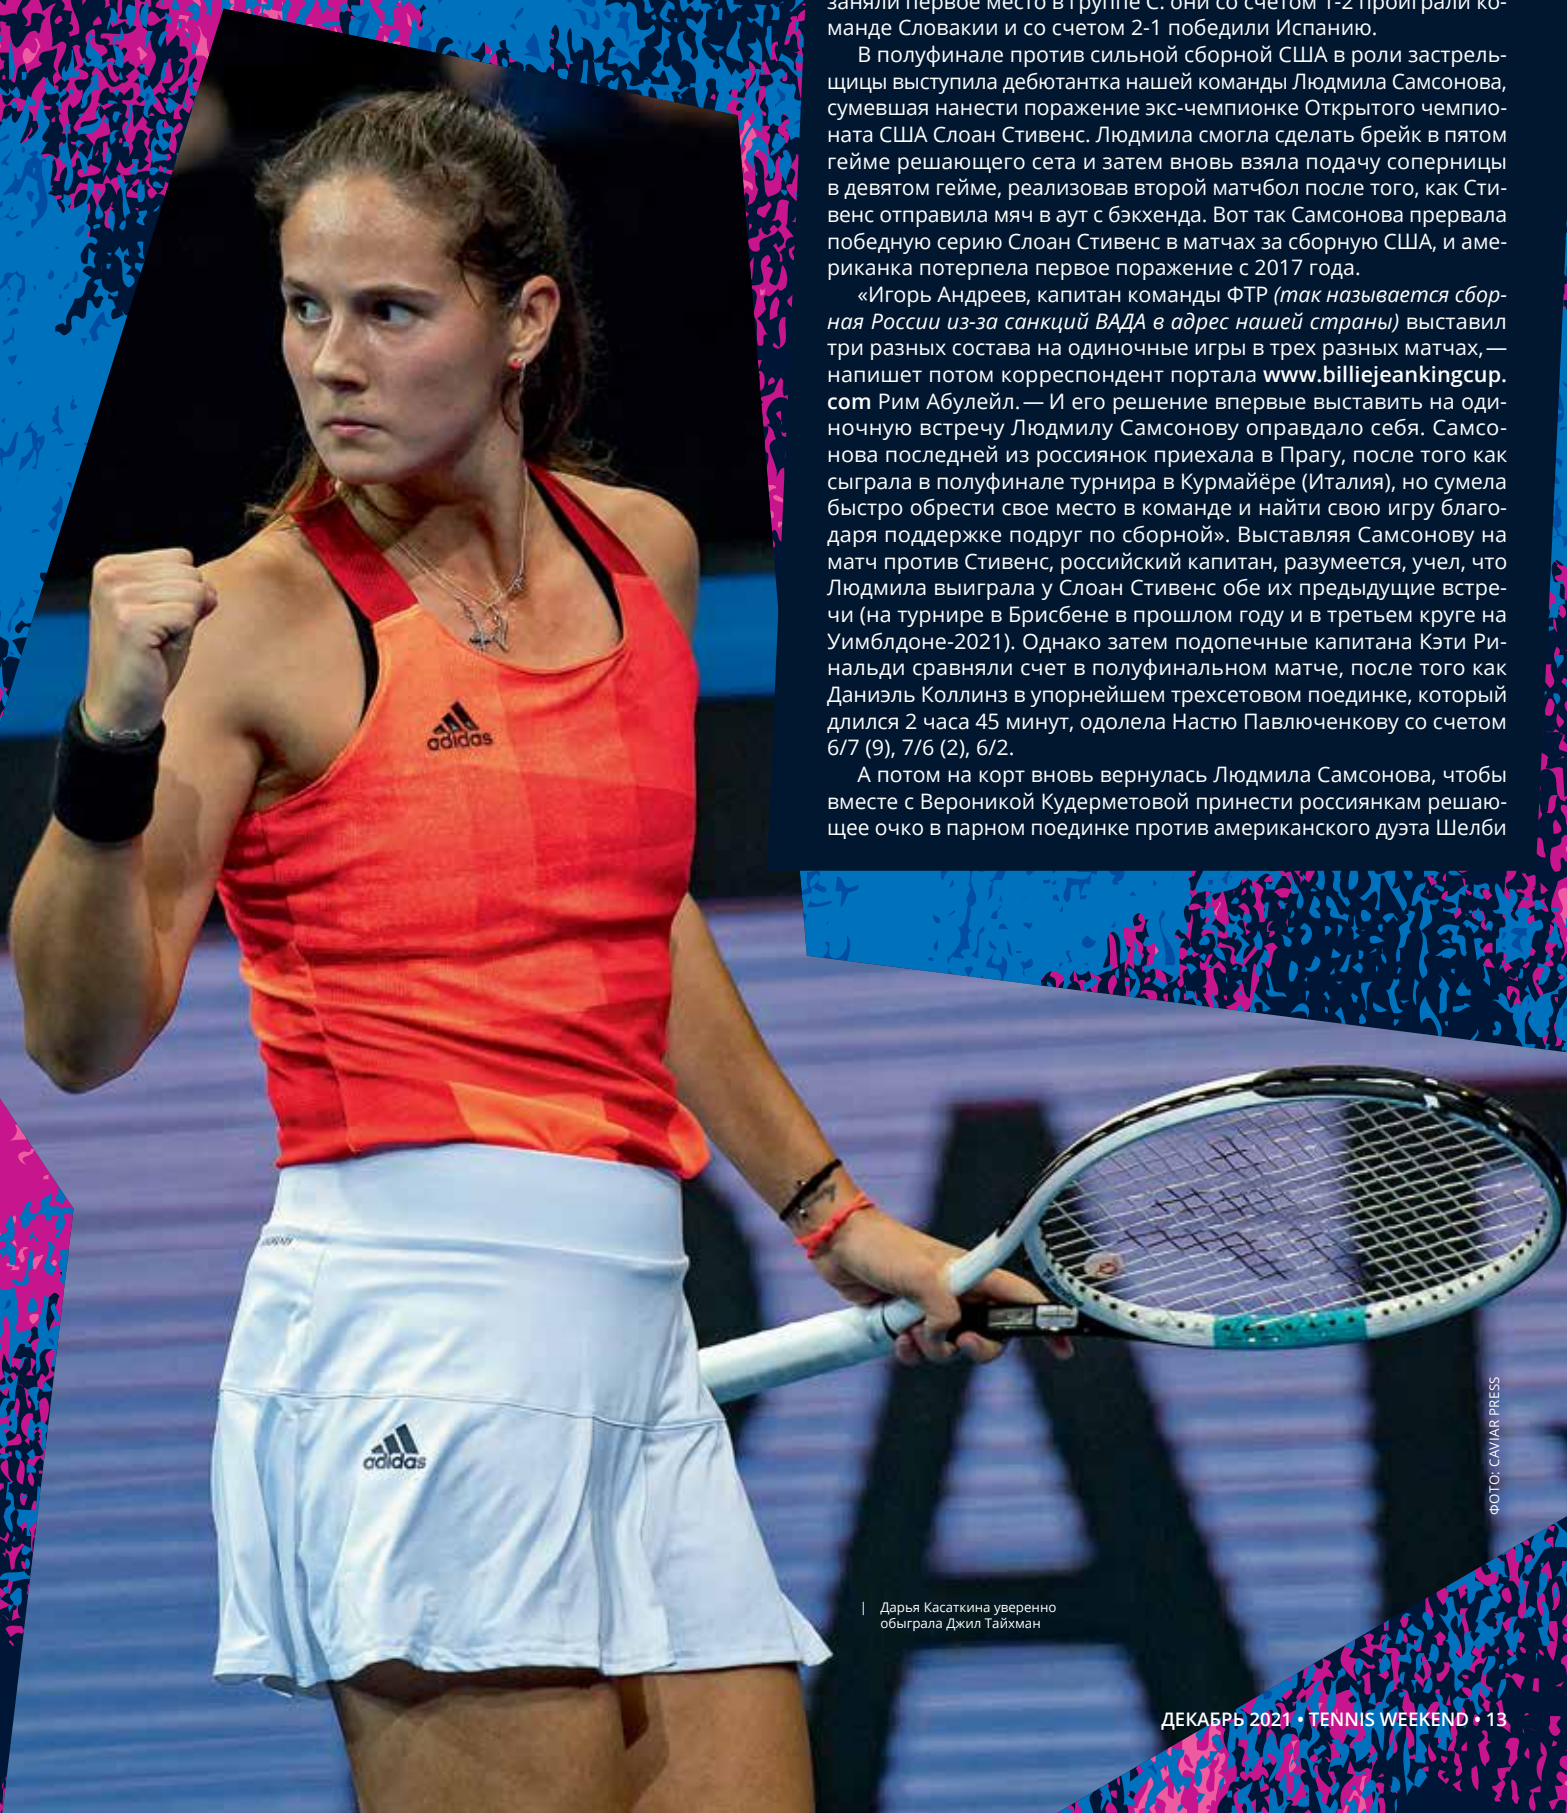 заняли первое место в группе C: они со счетом 1-2 проиграли ко-
манде Словакии и со счетом 2-1 победили Испанию.
В полуфинале против сильной сборной США в роли застрель-
щицы выступила дебютантка нашей команды Людмила Самсонова,
сумевшая нанести поражение экс-чемпионке Открытого чемпио-
ната США Слоан Стивенс. Людмила смогла сделать брейк в пятом
гейме решающего сета и затем вновь взяла подачу соперницы
в девятом гейме, реализовав второй матчбол после того, как Сти-
венс отправила мяч в аут с бэкхенда. Вот так Самсонова прервала
победную серию Слоан Стивенс в матчах за сборную США, и аме-
риканка потерпела первое поражение с 2017 года.
«Игорь Андреев, капитан команды ФТР (так называется сбор-
ная России из-за санкций ВАДА в адрес нашей страны) выставил
три разных состава на одиночные игры в трех разных матчах,—
напишет потом корреспондент портала www.billiejeankingcup.
com Рим Абулейл.— И его решение впервые выставить на оди-
ночную встречу Людмилу Самсонову оправдало себя. Самсо-
нова последней из россиянок приехала в Прагу, после того как
сыграла в полуфинале турнира в Курмайёре (Италия), но сумела
быстро обрести свое место в команде и найти свою игру благо-
даря поддержке подруг по сборной». Выставляя Самсонову на
матч против Стивенс, российский капитан, разумеется, учел, что
Людмила выиграла у Слоан Стивенс обе их предыдущие встре-
чи (на турнире в Брисбене в прошлом году и в третьем круге на
Уимблдоне-2021). Однако затем подопечные капитана Кэти Ри-
нальди сравняли счет в полуфинальном матче, после того как
Даниэль Коллинз в упорнейшем трехсетовом поединке, который
длился 2 часа 45 минут, одолела Настю Павлюченкову со счетом
6/7 (9), 7/6 (2), 6/2.
А потом на корт вновь вернулась Людмила Самсонова, чтобы
вместе с Вероникой Кудерметовой принести россиянкам решаю-
щее очко в парном поединке против американского дуэта Шелби
adidas
adidas
ФОТО: CAVIAR PRESS
Дарья Касаткина уверенно
обыграла Джил Тайхман
ДЕКАБРЬ 2021 • TENNIS WEEKEND • 13